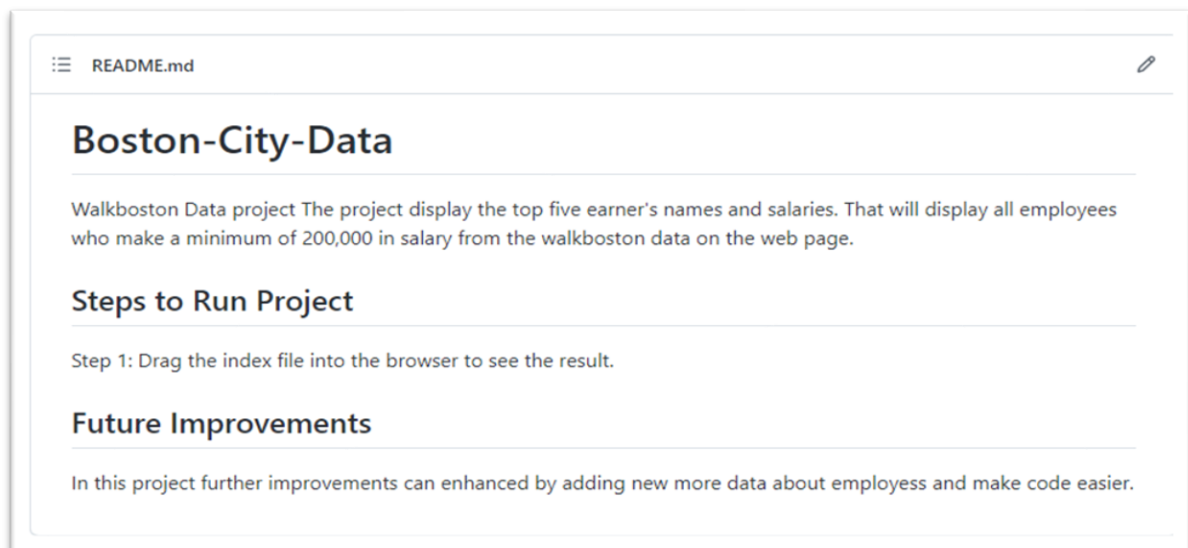 README.md
Boston-City-Data
Walkboston Data project The project display the top five earner's names and salaries. That will display all employees
who make a minimum of 200,000 in salary from the walkboston data on the web page.
Steps to Run Project
Step 1: Drag the index file into the browser to see the result.
Future Improvements
In this project further improvements can enhanced by adding new more data about employess and make code easier.